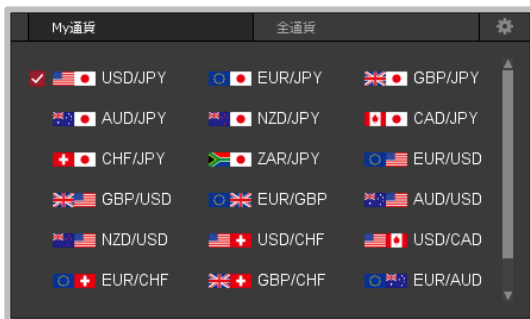 My通貨 全通貨
USD/JPY EUR/JPY GBP/JPY
AUD/JPY NZD/JPY CAD/JPY
CHF/JPY ZAR/JPY EUR/USD
GBP/USD EUR/GBP AUD/USD
NZD/USD USD/CHF USD/CAD
EUR/CHF GBP/CHF EUR/AUD